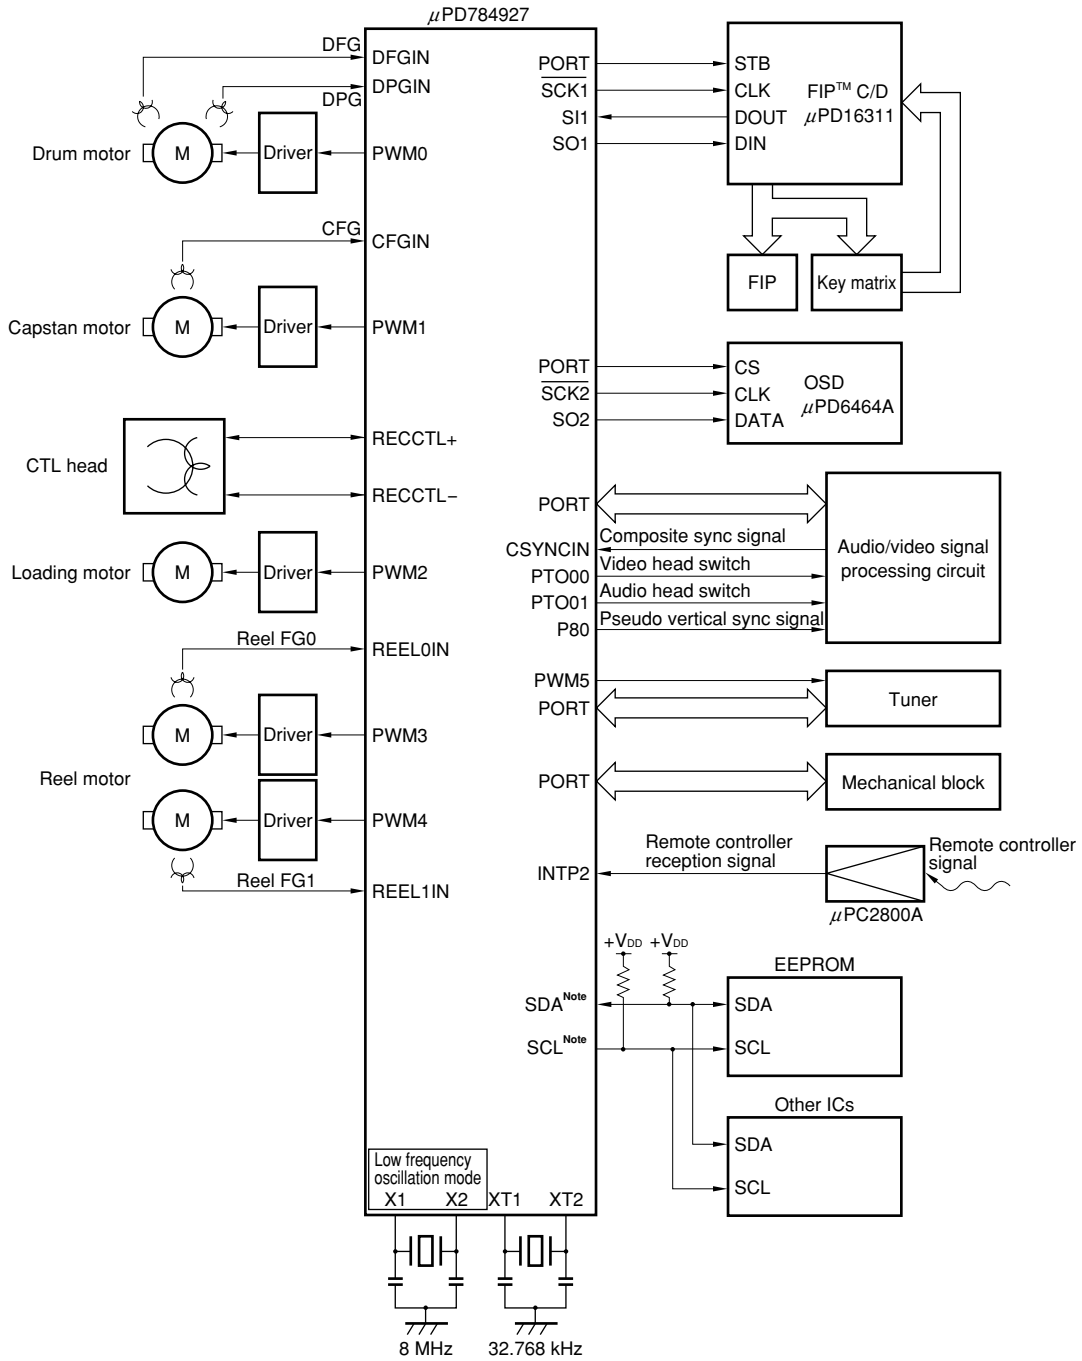 μPD784927
DFG
DFGIN
DPGIN
DPG
Drum motor
M
Driver
PWM0
CFG
CFGIN
Capstan motor
M
Driver
PWM1
CTL head
RECCTL+
RECCTL−
Loading motor
M
Driver
PWM2
Reel FG0
REEL0IN
M
Driver
PWM3
Reel motor
M
Driver
PWM4
Reel FG1
REEL1IN
Low frequency
oscillation mode
X1
X2
XT1
XT2
8 MHz
32.768 kHz
PORT
SCK1
SI1
SO1
STB
CLK
DOUT
DIN
FIP™ C/D
μPD16311
FIP
Key matrix
PORT
SCK2
SO2
CS
CLK
DATA
OSD
μPD6464A
PORT
CSYNCIN
Composite sync signal
PTO00
Video head switch
PTO01
Audio head switch
P80
Pseudo vertical sync signal
Audio/video signal
processing circuit
PWM5
PORT
Tuner
PORT
Mechanical block
INTP2
Remote controller
reception signal
Remote controller
signal
μPC2800A
+VDD
+VDD
SDA Note
SCL Note
EEPROM
SDA
SCL
Other ICs
SDA
SCL